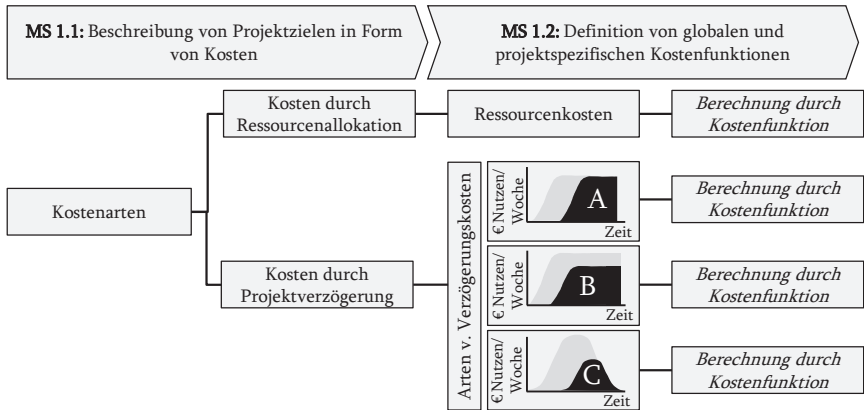 MS 1.1: Beschreibung von Projektzielen in Form
von Kosten
MS 1.2: Definition von globalen und
projektspezifischen Kostenfunktionen
Kostenarten
Kosten durch
Ressourcenallokation
Ressourcenkosten
Berechnung durch
Kostenfunktion
Kosten durch
Projektverzögerung
Arten v. Verzögerungskosten
€ Nutzen/
Woche
A
Zeit
Berechnung durch
Kostenfunktion
€ Nutzen/
Woche
B
Zeit
Berechnung durch
Kostenfunktion
€ Nutzen/
Woche
C
Zeit
Berechnung durch
Kostenfunktion